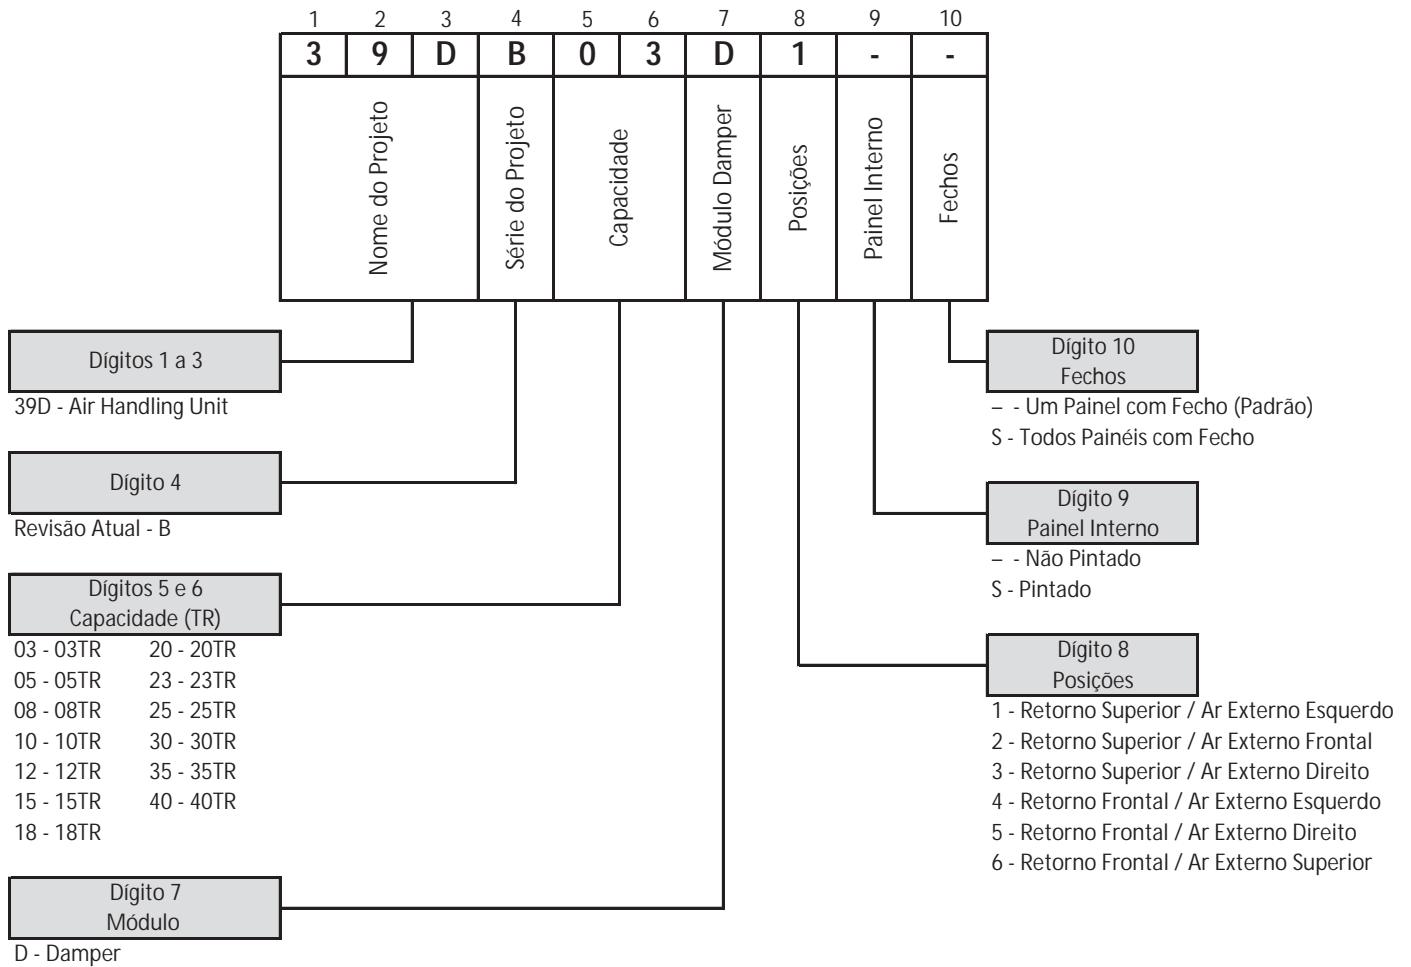 1 2 3 4 5 6 7 8 9 10
3 9 D B 0 3 D 1 - -
Nome do Projeto
Série do Projeto
Capacidade
Módulo Damper
Posições
Painel Interno
Fechos
Dígitos 1 a 3
39D - Air Handling Unit
Dígito 4
Revisão Atual - B
Dígitos 5 e 6
Capacidade (TR)
03 - 03TR 20 - 20TR
05 - 05TR 23 - 23TR
08 - 08TR 25 - 25TR
10 - 10TR 30 - 30TR
12 - 12TR 35 - 35TR
15 - 15TR 40 - 40TR
18 - 18TR
Dígito 7
Módulo
D - Damper
Dígito 10
Fechos
– - Um Painel com Fecho (Padrão)
S - Todos Painéis com Fecho
Dígito 9
Painel Interno
– - Não Pintado
S - Pintado
Dígito 8
Posições
1 - Retorno Superior / Ar Externo Esquerdo
2 - Retorno Superior / Ar Externo Frontal
3 - Retorno Superior / Ar Externo Direito
4 - Retorno Frontal / Ar Externo Esquerdo
5 - Retorno Frontal / Ar Externo Direito
6 - Retorno Frontal / Ar Externo Superior